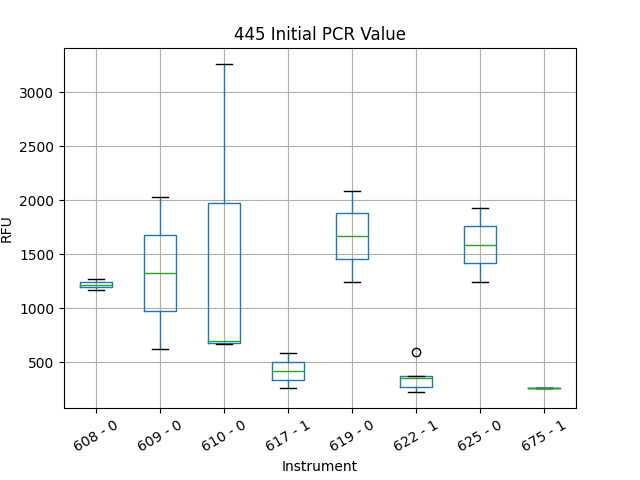 445 Initial PCR Value
3000
2500
2000
1500
1000
500
RFU
608 - 0
609 - 0
610 - 0
617 - 1
619 - 0
622 - 1
625 - 0
675 - 1
Instrument